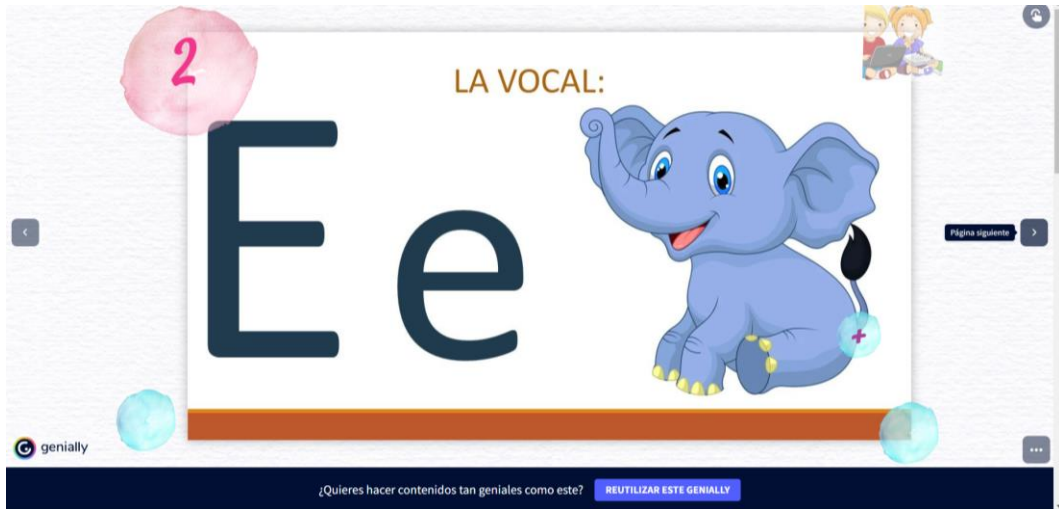 2
LA VOCAL:
E e
Página siguiente
genially
¿Quieres hacer contenidos tan geniales como este? REUTILIZAR ESTE GENIALLY